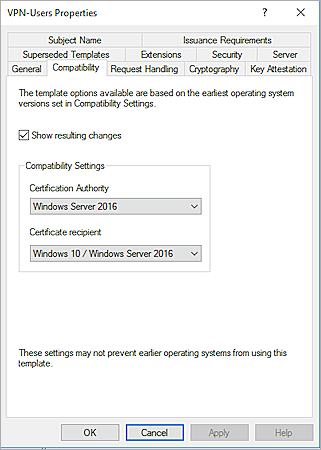 VPN-Users Properties
Subject Name
Issuance Requirements
Superseded Templates
Extensions
Security
Server
General
Compatibility
Request Handling
Cryptography
Key Attestation
The template options available are based on the earliest operating system
versions set in Compatibility Settings.
Show resulting changes
Compatibility Settings
Certification Authority
Windows Server 2016
Certificate recipient
Windows 10 / Windows Server 2016
These settings may not prevent earlier operating systems from using this
template.
OK
Cancel
Apply
Help